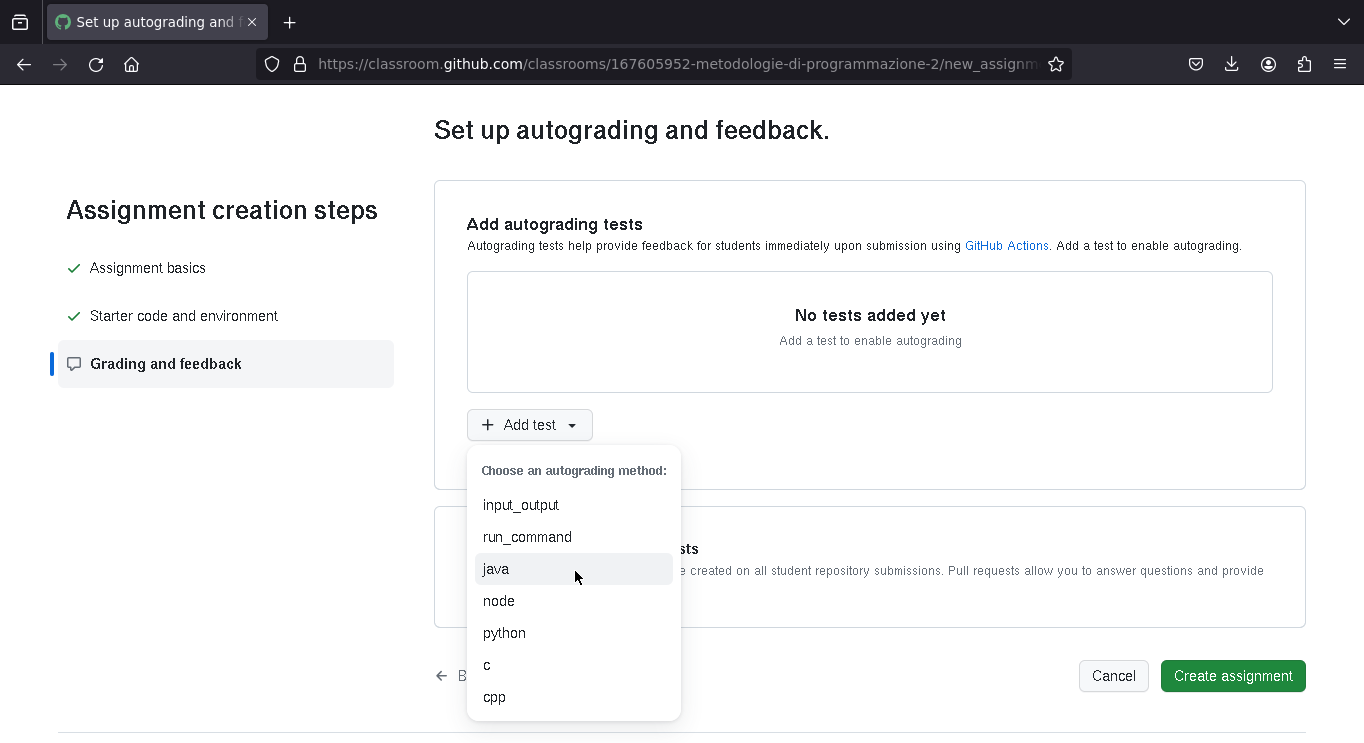 Set up autograding and f
https://classroom.github.com/classrooms/167605952-metodologie-di-programmazione-2/new_assignm
Set up autograding and feedback.
Assignment creation steps
Assignment basics
Starter code and environment
Grading and feedback
Add autograding tests
Autograding tests help provide feedback for students immediately upon submission using GitHub Actions. Add a test to enable autograding.
No tests added yet
Add a test to enable autograding
Add test
Choose an autograding method:
input_output
run_command
java
node
python
c
cpp
sts
e created on all student repository submissions. Pull requests allow you to answer questions and provide
B
Cancel
Create assignment